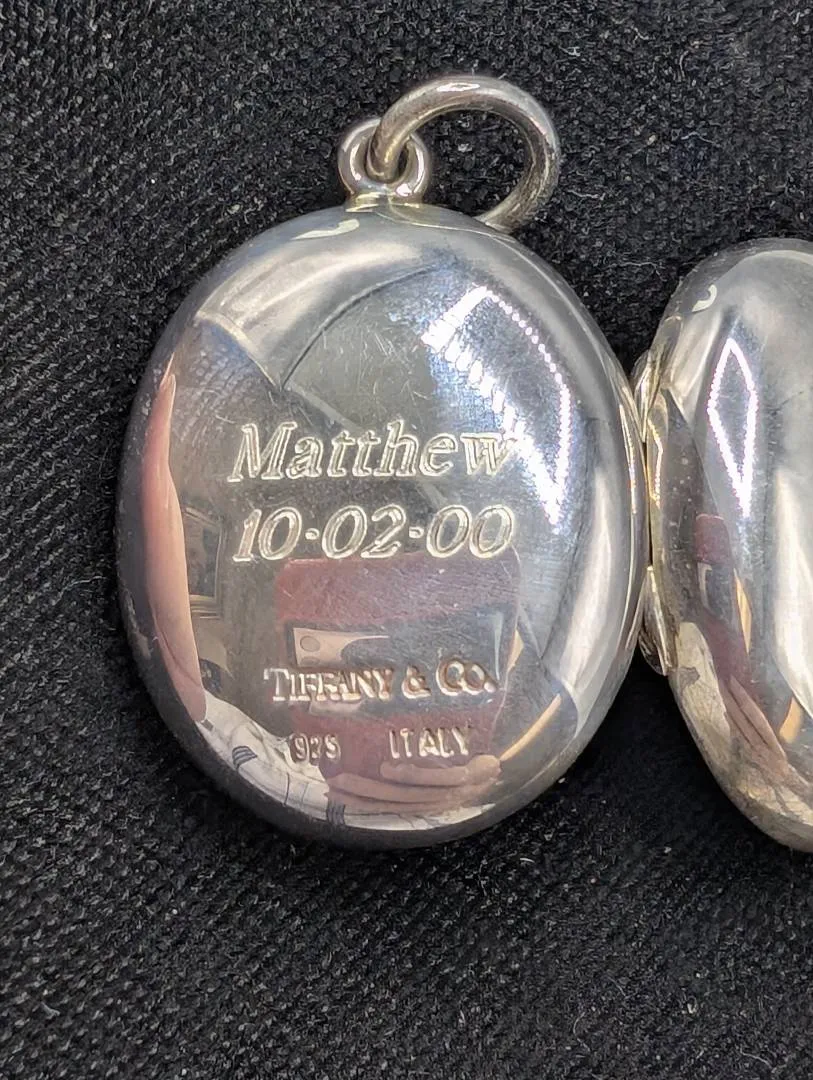 Matthew
10·02·00
TIFFANY & CO.
925 ITALY